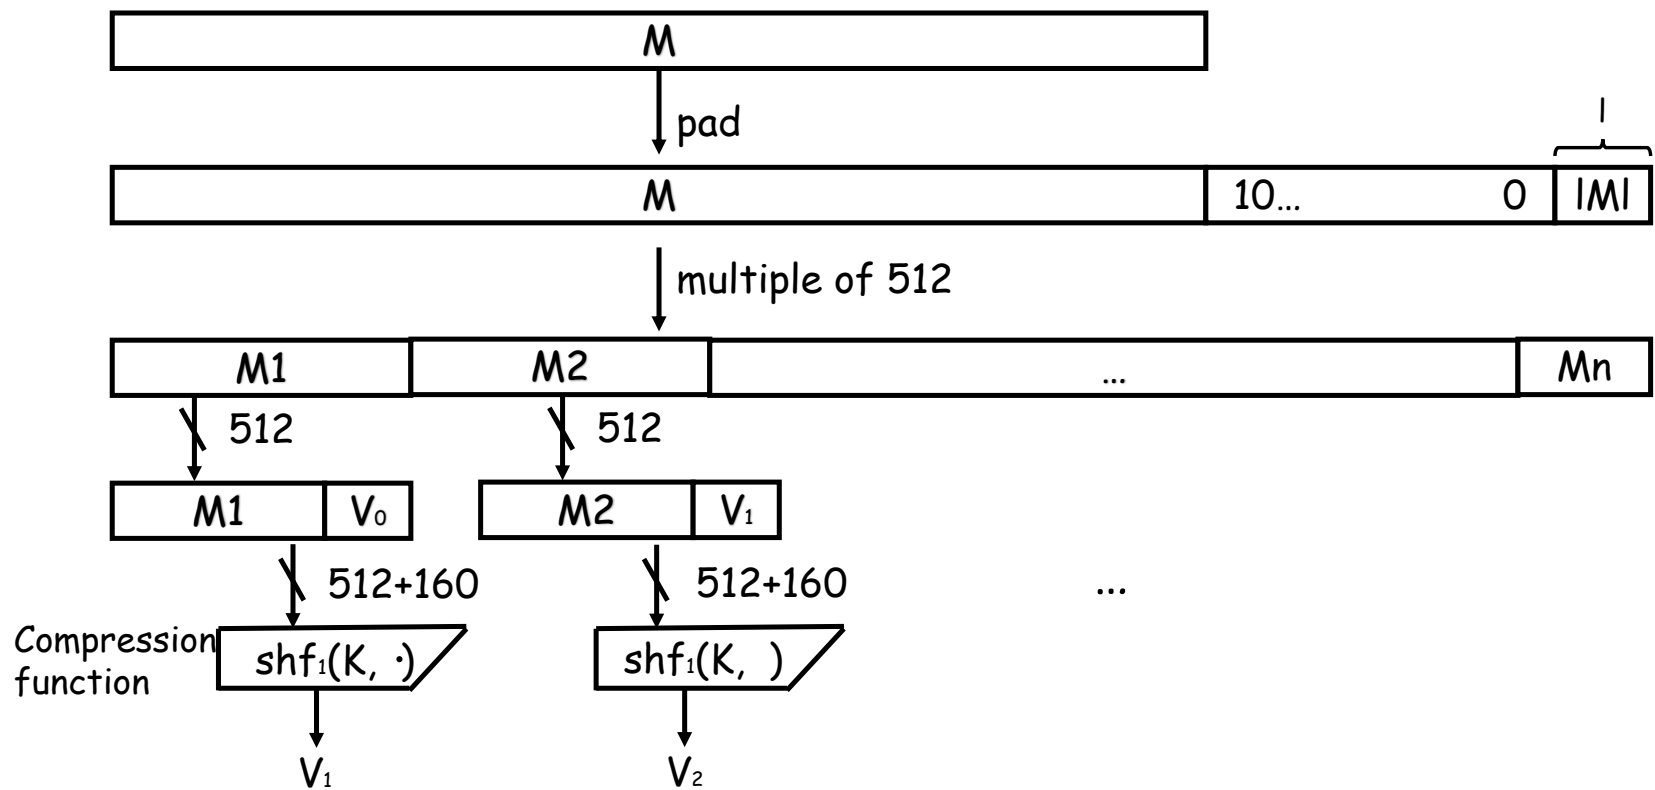 M
pad
l
M 10... 0 |M|
multiple of 512
M1 M2 ... Mn
512 512
M1 V₀ M2 V₁
512+160 512+160 ...
Compression
function
shf₁(K, ·) shf₁(K, )
V₁ V₂